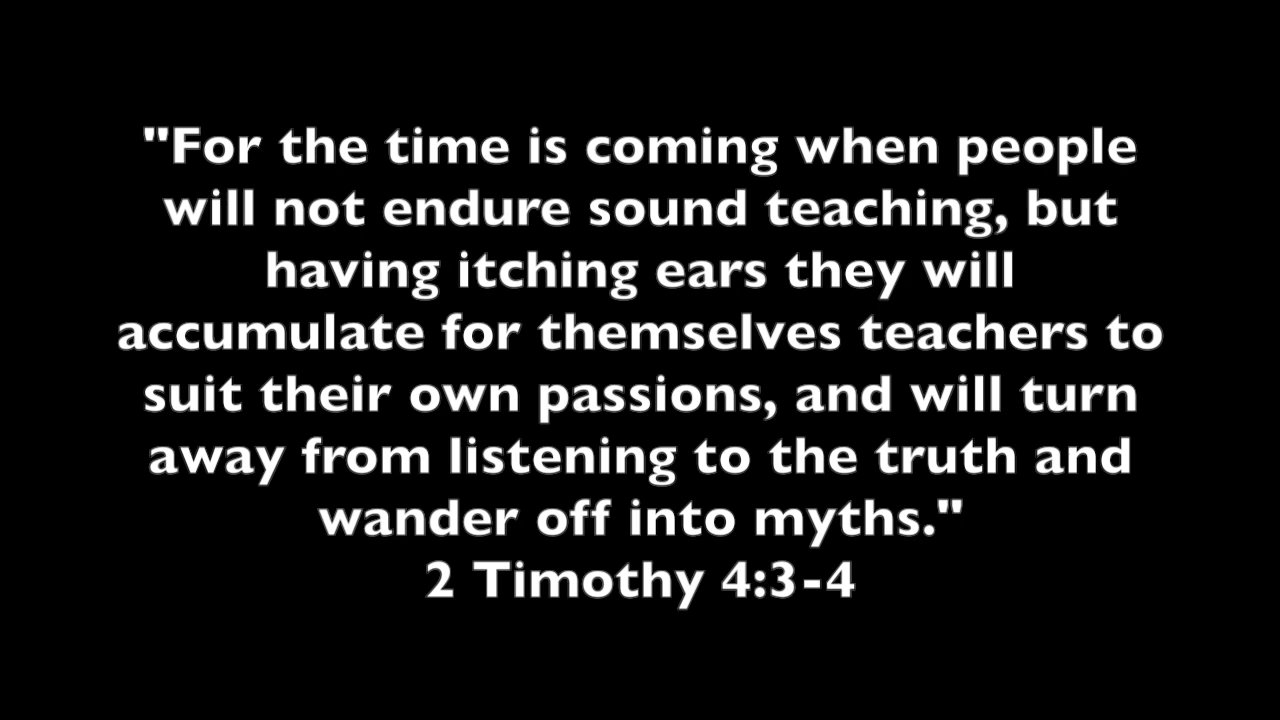 "For the time is coming when people
will not endure sound teaching, but
having itching ears they will
accumulate for themselves teachers to
suit their own passions, and will turn
away from listening to the truth and
wander off into myths."
2 Timothy 4:3-4